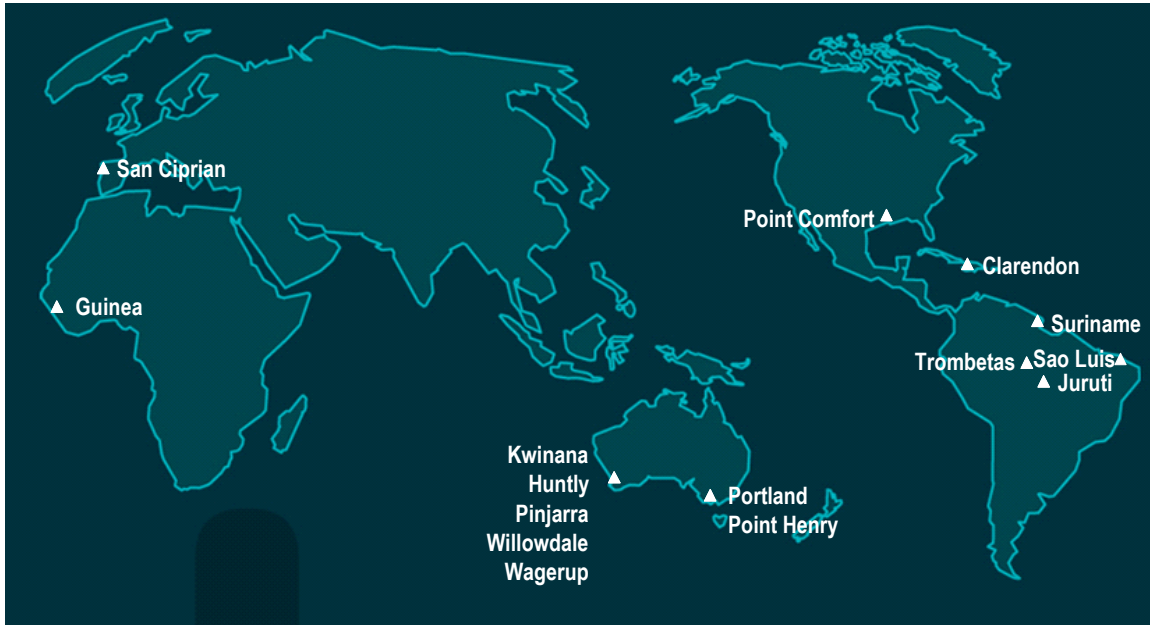 San Ciprian
Point Comfort
Clarendon
Guinea
Suriname
Trombetas
Sao Luis
Juruti
Kwinana
Huntly
Pinjarra
Willowdale
Wagerup
Portland
Point Henry